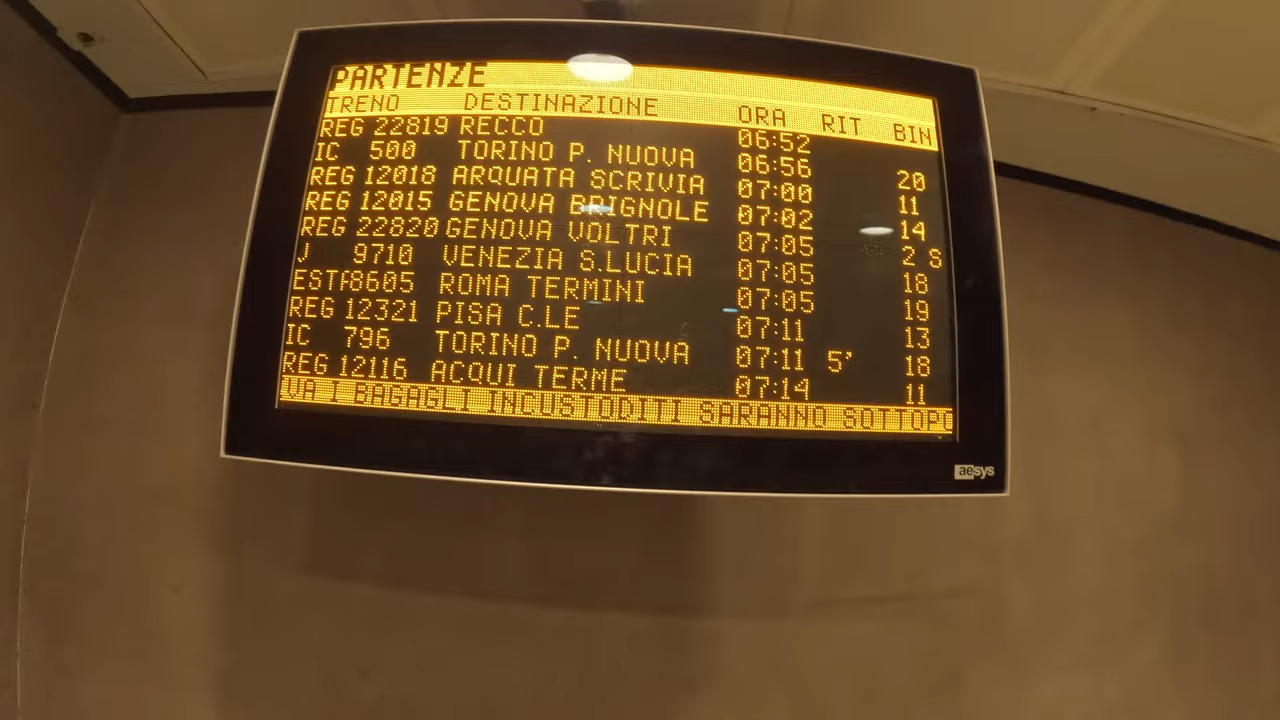 PARTENZE
TRENO DESTINAZIONE ORA RIT BIN
REG 22819 RECCO 06:52
IC 500 TORINO P. NUOVA 06:56 20
REG 12018 ARQUATA SCRIVIA 07:00 11
REG 12015 GENOVA BRIGNOLE 07:02 14
REG 22820 GENOVA VOLTRI 07:05 2 S
J 9710 VENEZIA S.LUCIA 07:05 18
EST 8605 ROMA TERMINI 07:05 19
REG 12321 PISA C.LE 07:11 13
IC 796 TORINO P. NUOVA 07:11 5' 18
REG 12116 ACQUI TERME 07:14 11
VA I BAGAGLI INCUSTODITI SARANNO SOTTOPO
aesys